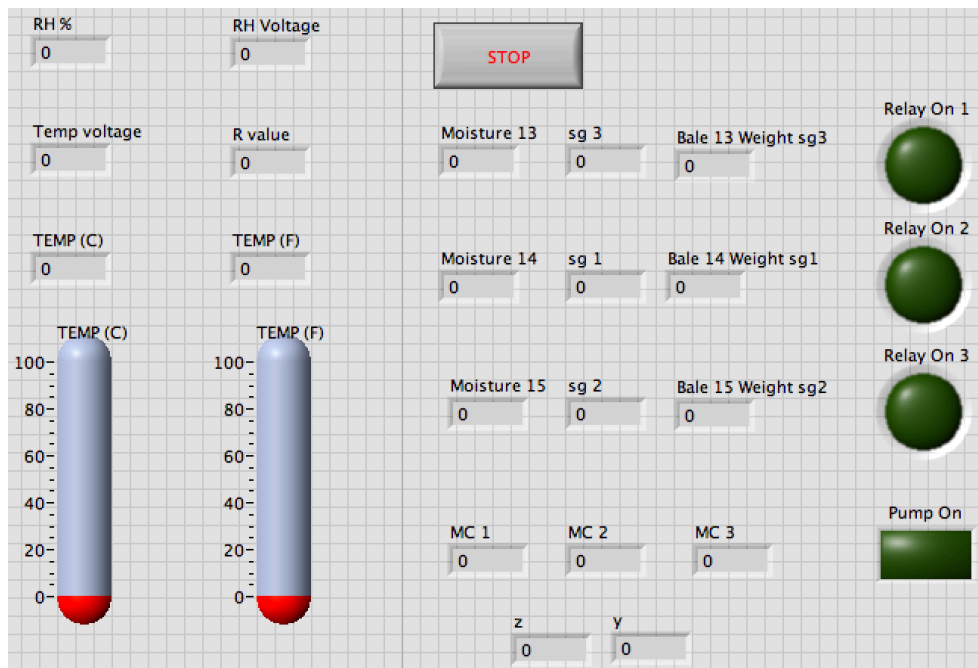 RH %
0
RH Voltage
0
STOP
Temp voltage
0
R value
0
Moisture 13
0
sg 3
0
Bale 13 Weight sg3
0
Relay On 1
TEMP (C)
0
TEMP (F)
0
Moisture 14
0
sg 1
0
Bale 14 Weight sg1
0
Relay On 2
TEMP (C)
100
80
60
40
20
0
TEMP (F)
100
80
60
40
20
0
Moisture 15
0
sg 2
0
Bale 15 Weight sg2
0
Relay On 3
MC 1
0
MC 2
0
MC 3
0
Pump On
z
0
y
0